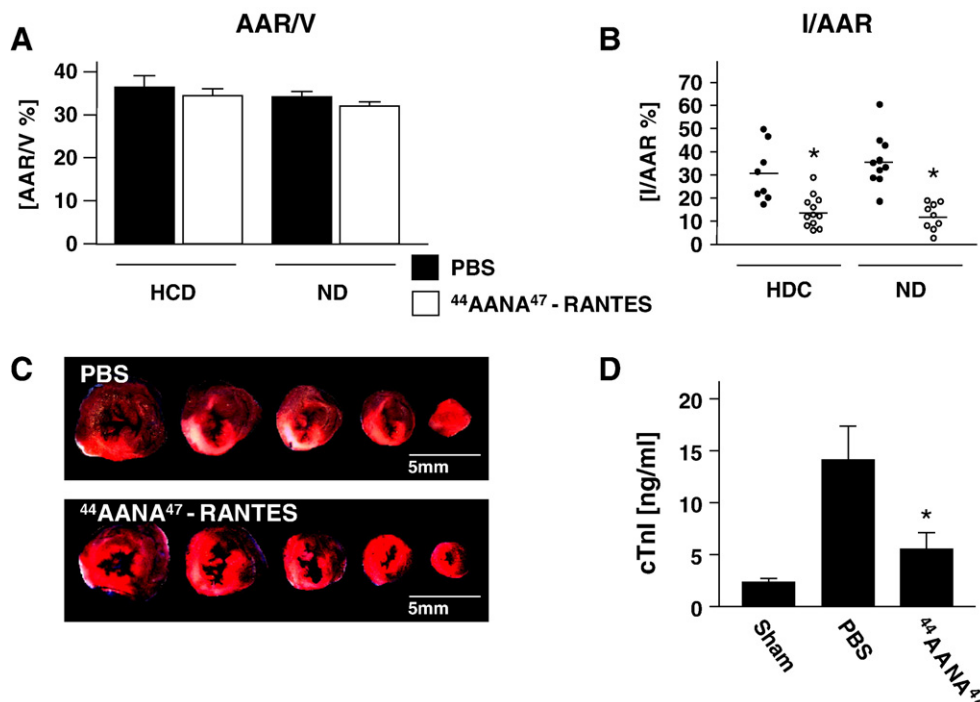 A
AAR/V
[AAR/V %]
40
30
20
10
0
HCD
ND
PBS
⁴⁴AANA⁴⁷ - RANTES
B
I/AAR
[I/AAR %]
70
60
50
40
30
20
10
0
*
*
HDC
ND
C
PBS
5mm
⁴⁴AANA⁴⁷ - RANTES
5mm
D
cTnI [ng/ml]
20
15
10
5
0
*
Sham
PBS
⁴⁴AANA⁴⁷